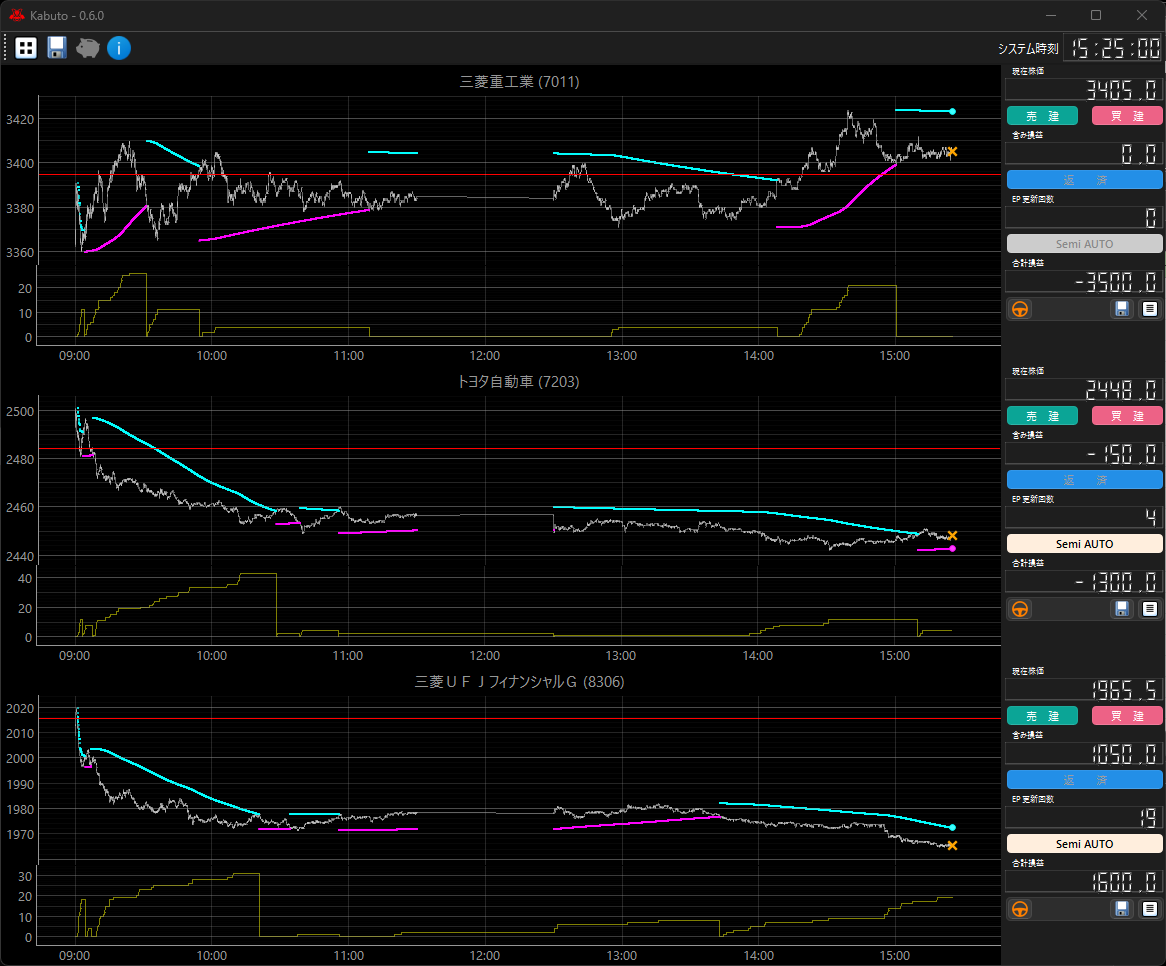 Kabuto - 0.6.0
システム時刻 15:25:00
三菱重工業 (7011)
3420
3400
3380
3360
20
10
0
09:00 10:00 11:00 12:00 13:00 14:00 15:00
現在株価
3405.0
売 建 買 建
含み損益
0.0
返 済
EP 更新回数
0
Semi AUTO
合計損益
-3500.0
トヨタ自動車 (7203)
2500
2480
2460
2440
40
20
0
09:00 10:00 11:00 12:00 13:00 14:00 15:00
現在株価
2448.0
売 建 買 建
含み損益
-150.0
返 済
EP 更新回数
4
Semi AUTO
合計損益
-1300.0
三菱ＵＦＪフィナンシャルＧ (8306)
2020
2010
2000
1990
1980
1970
30
20
10
0
09:00 10:00 11:00 12:00 13:00 14:00 15:00
現在株価
1965.5
売 建 買 建
含み損益
1050.0
返 済
EP 更新回数
19
Semi AUTO
合計損益
1600.0